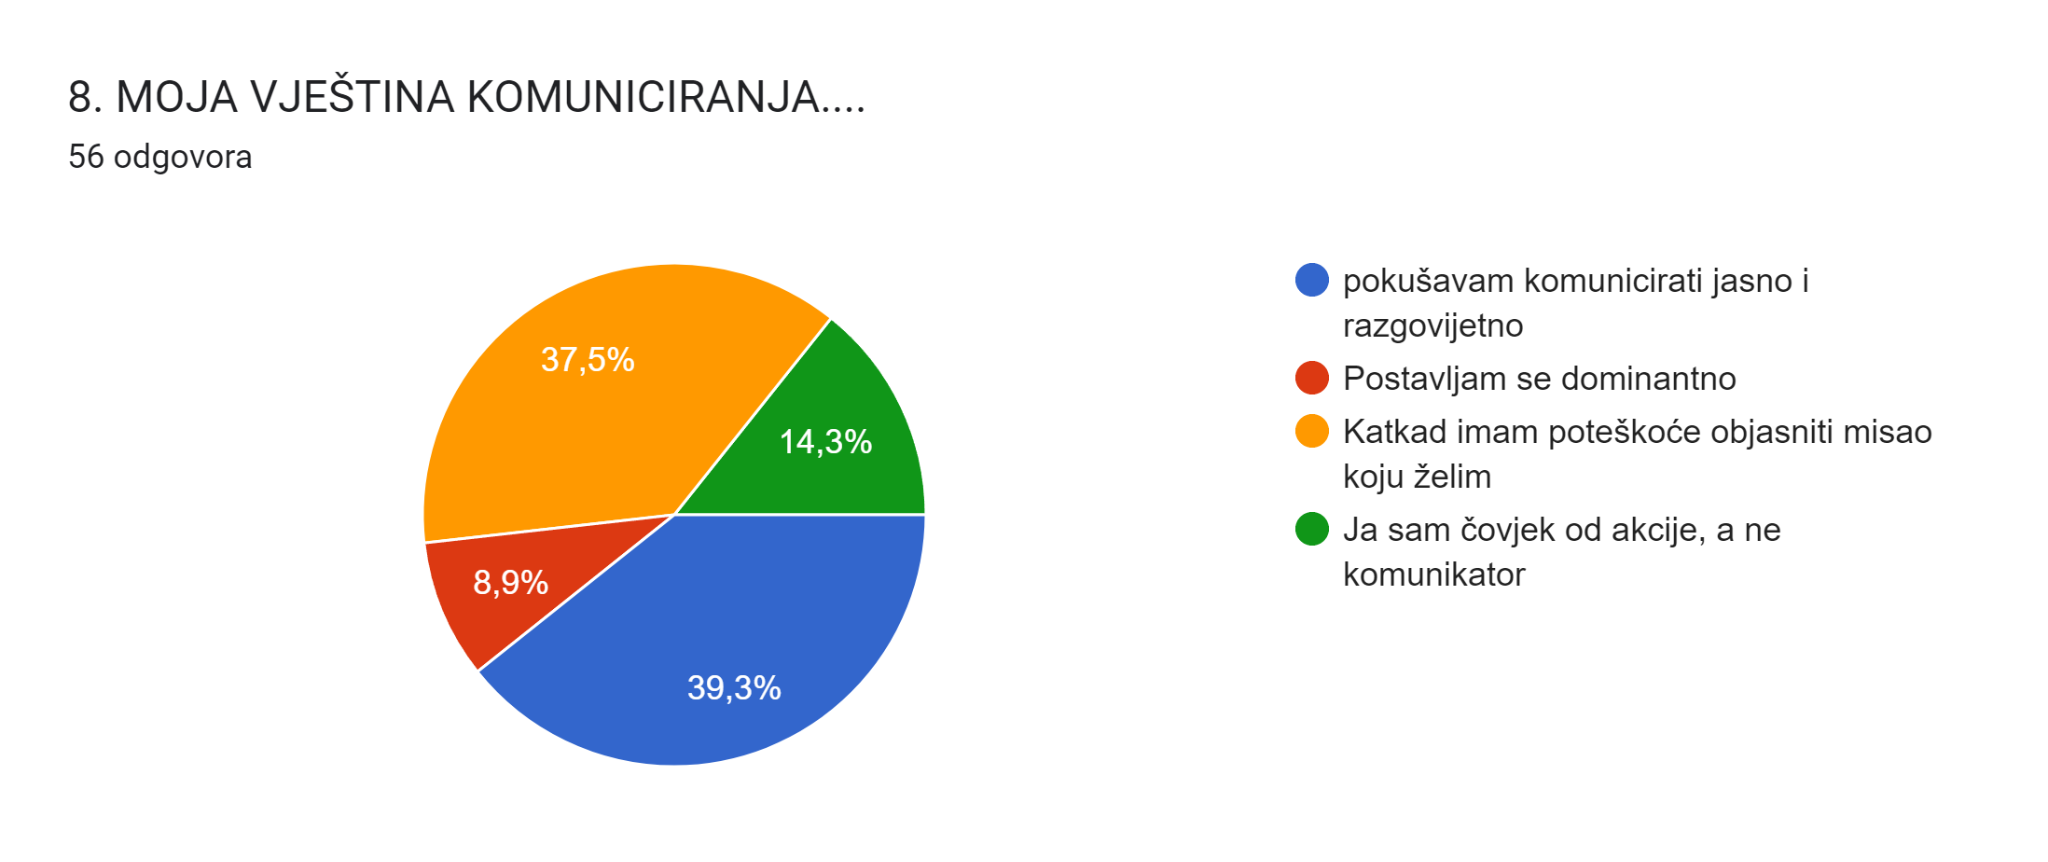 8. MOJA VJEŠTINA KOMUNICIRANJA....
56 odgovora
37,5%
14,3%
8,9%
39,3%
pokušavam komunicirati jasno i
razgovijetno
Postavljam se dominantno
Katkad imam poteškoće objasniti misao
koju želim
Ja sam čovjek od akcije, a ne
komunikator